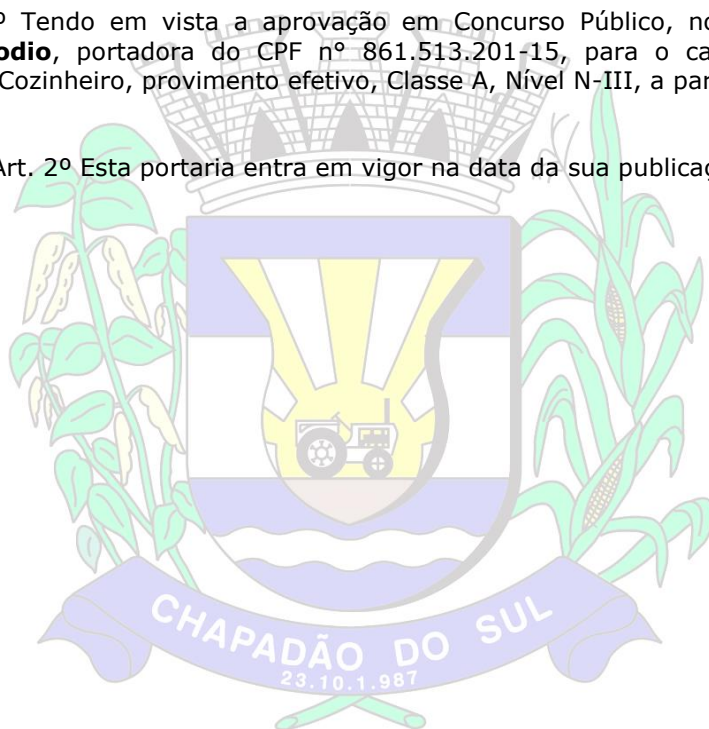 º Tendo em vista a aprovação em Concurso Público, no
odio, portadora do CPF nº 861.513.201-15, para o ca
Cozinheiro, provimento efetivo, Classe A, Nível N-III, a par
Art. 2º Esta portaria entra em vigor na data da sua publicaç
CHAPADÃO DO SUL
23.10.1.987